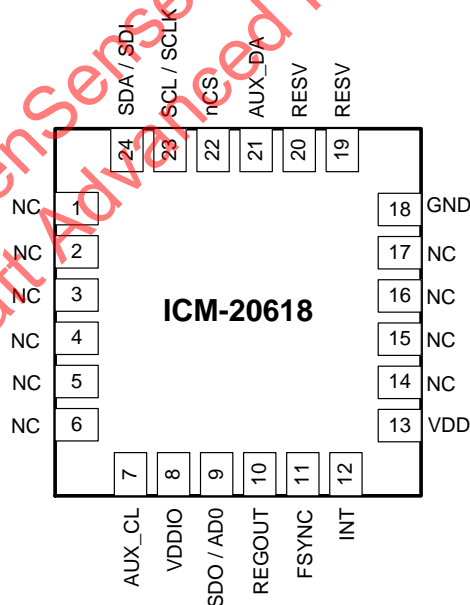 SDA / SDI
SCL / SCLK
nCS
AUX_DA
RESV
RESV
24
23
22
21
20
19
NC 1
18 GND
NC 2
17 NC
NC 3
16 NC
ICM-20618
NC 4
15 NC
NC 5
14 NC
NC 6
13 VDD
7
8
9
10
11
12
AUX_CL
VDDIO
SDO / AD0
REGOUT
FSYNC
INT